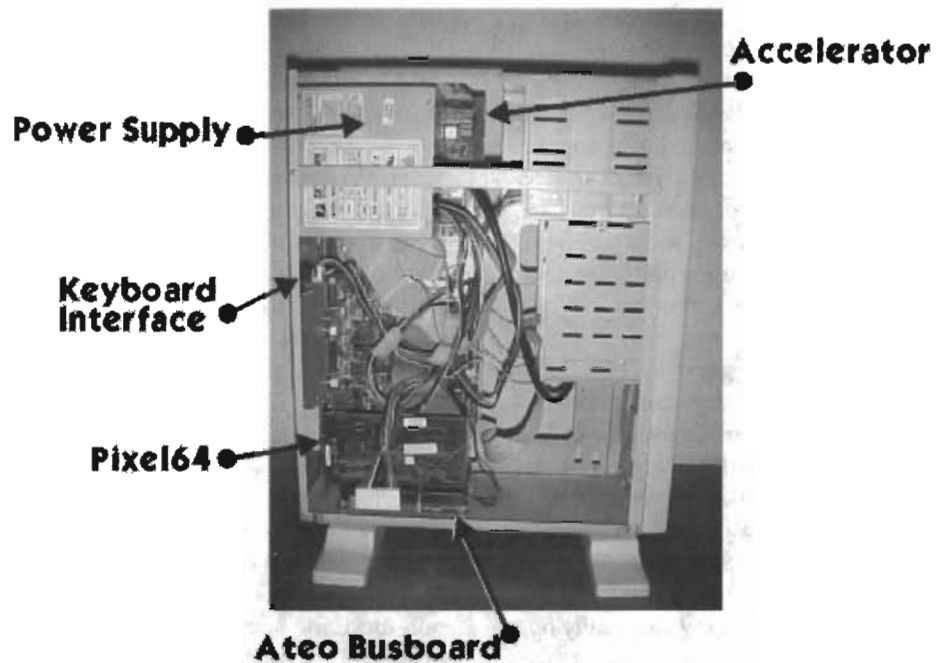 Accelerator
Power Supply
Keyboard
Interface
Pixel64
Ateo Busboard